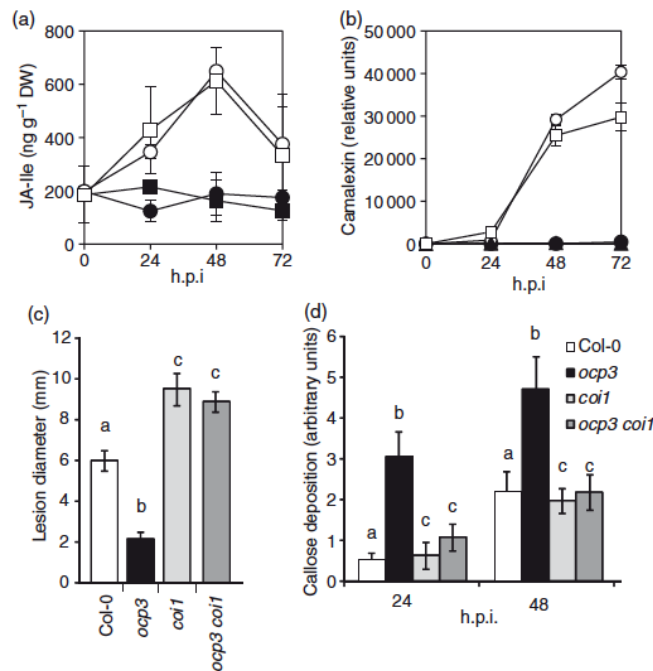 (a)
JA-Ile (ng g⁻¹ DW)
800
600
400
200
0
0 24 48 72
h.p.i
(b)
Camalexin (relative units)
50 000
40 000
30 000
20 000
10 000
0
0 24 48 72
h.p.i
(c)
Lesion diameter (mm)
12
10
8
6
4
2
0
a
b
c
c
Col-0
ocp3
coi1
ocp3 coi1
(d)
Callose deposition (arbitrary units)
6
5
4
3
2
1
0
a
b
c
c
a
b
c
c
24 48
h.p.i.
Col-0
ocp3
coi1
ocp3 coi1